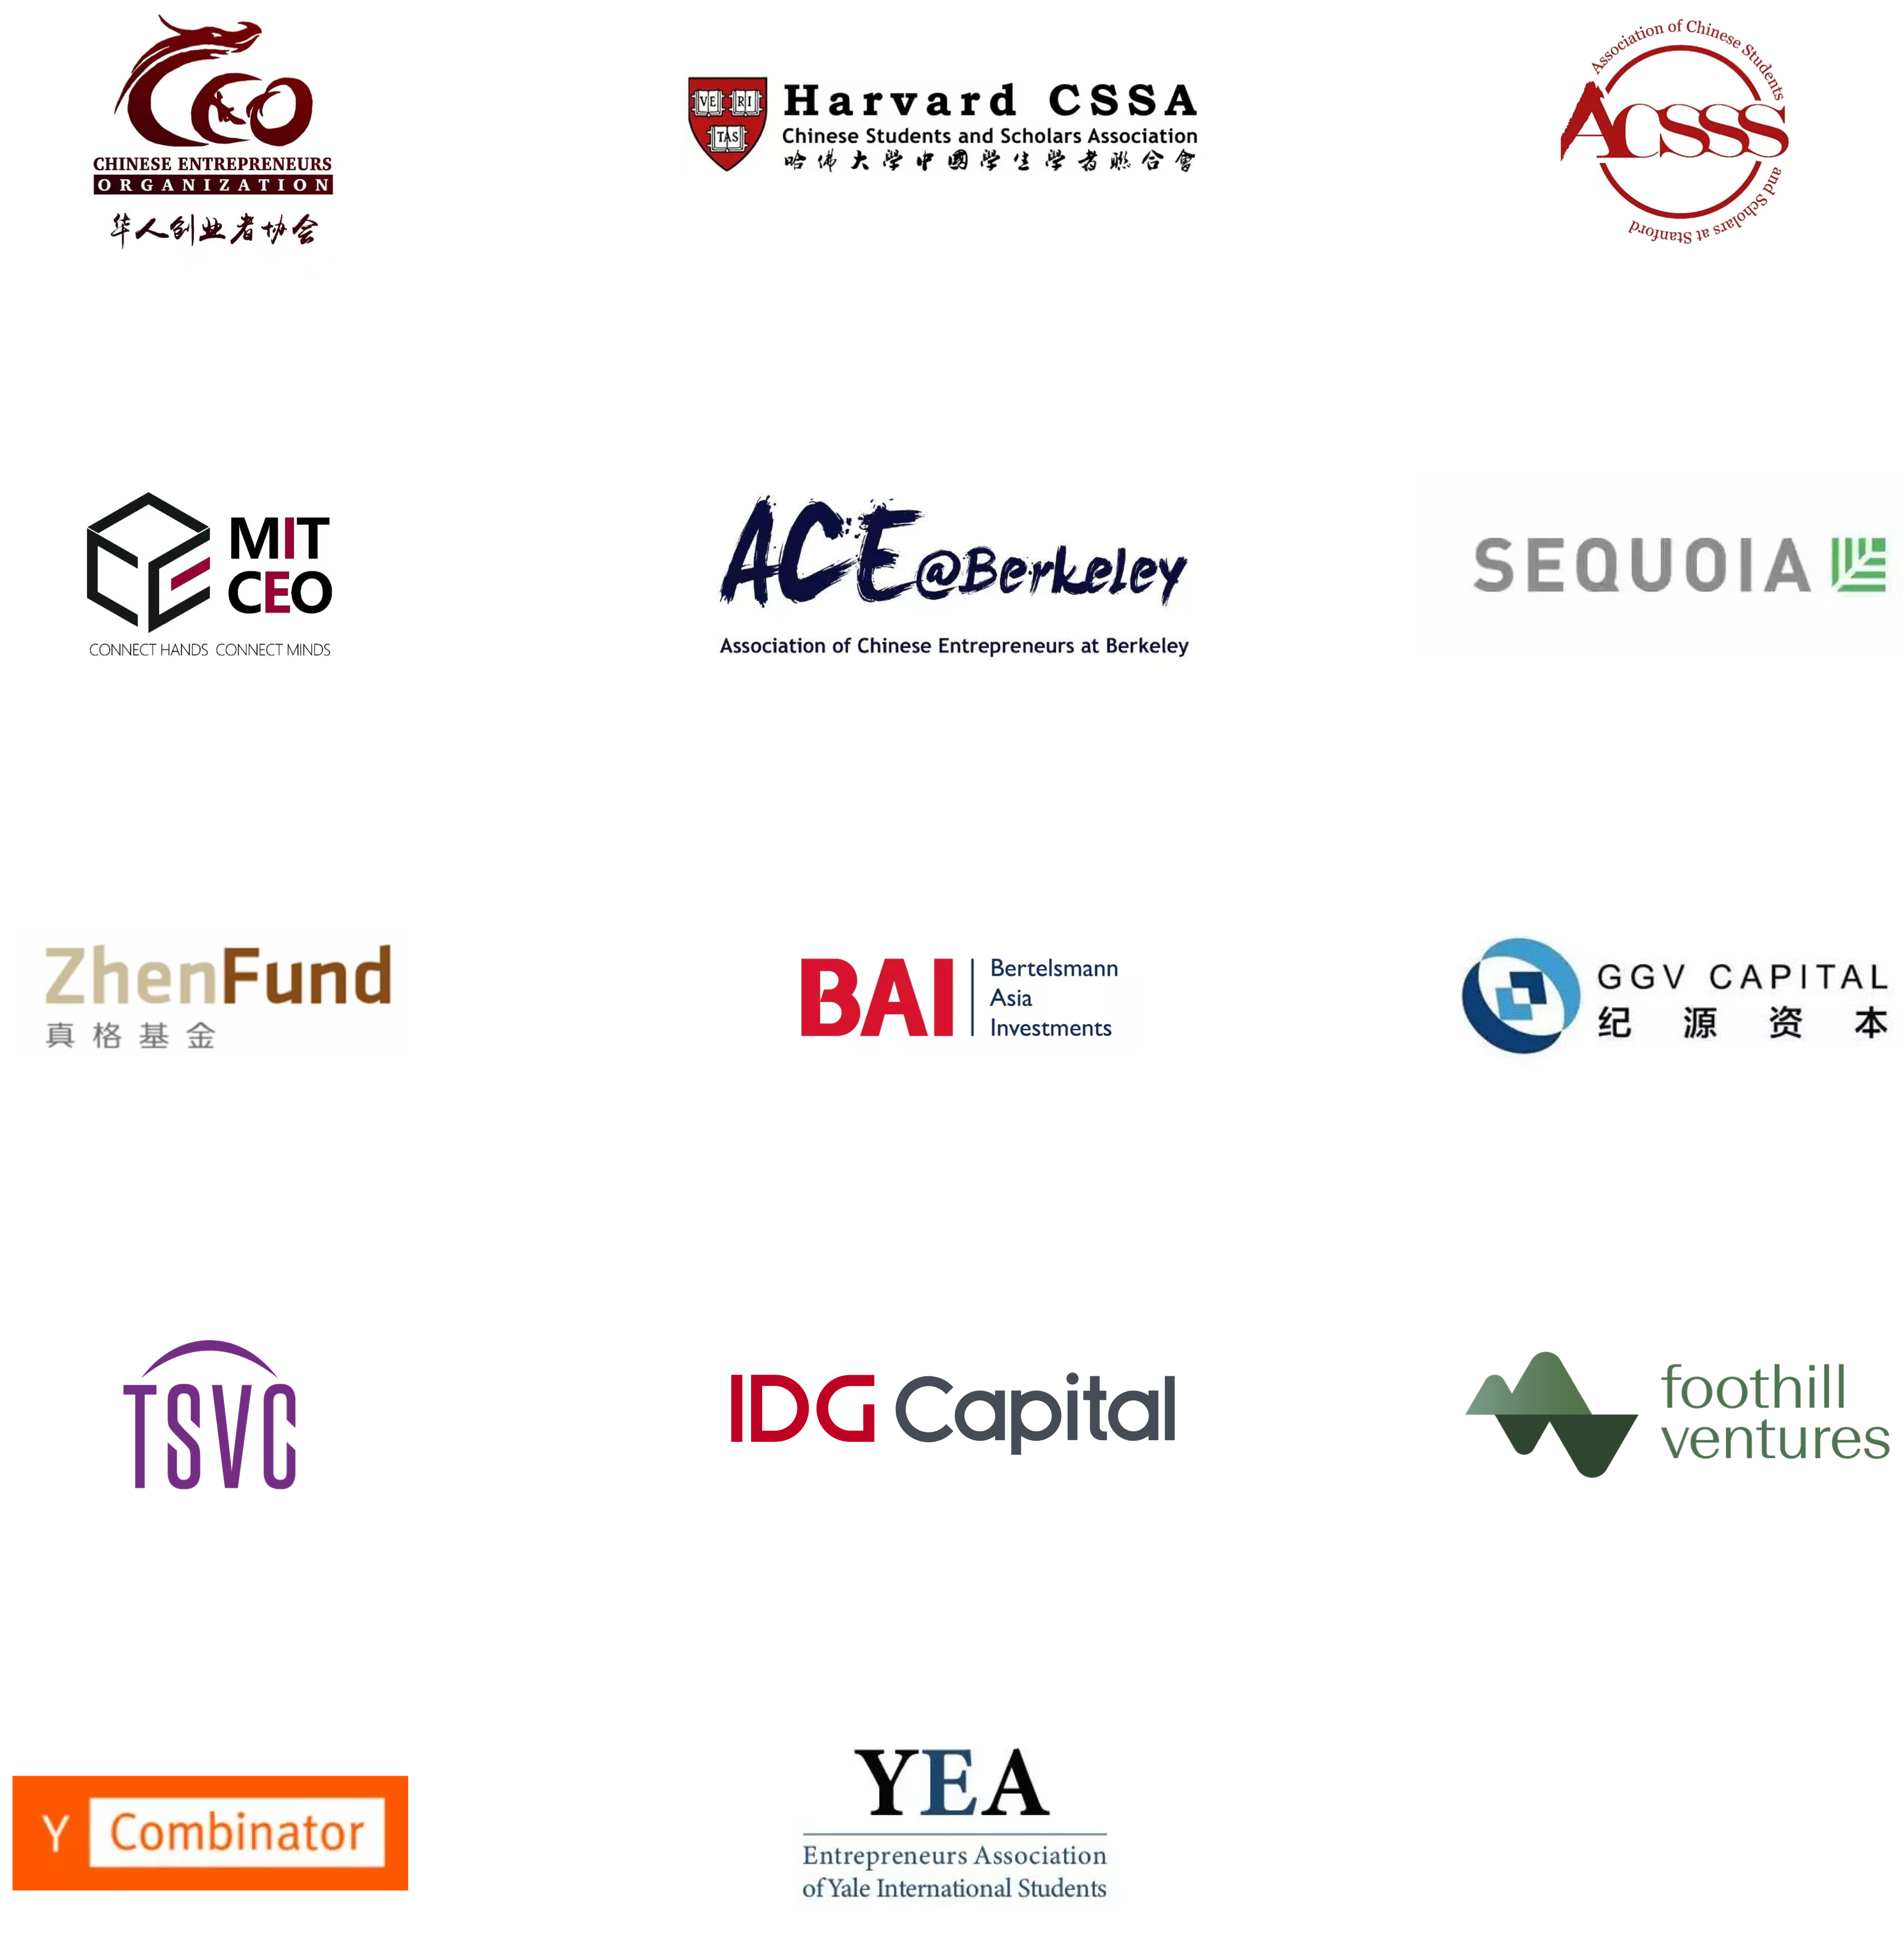 CEO
CHINESE ENTREPRENEURS
ORGANIZATION
华人创业者协会
VE RI
TAS
Harvard CSSA
Chinese Students and Scholars Association
哈佛大学中國学生学者聯合會
Association of Chinese Students
ACSSS
and Scholars at Stanford
MIT
CEO
CONNECT HANDS CONNECT MINDS
ACE@Berkeley
Association of Chinese Entrepreneurs at Berkeley
SEQUOIA
ZhenFund
真格基金
BAI
Bertelsmann
Asia
Investments
GGV CAPITAL
纪源资本
TSVC
IDG Capital
foothill
ventures
Y Combinator
YEA
Entrepreneurs Association
of Yale International Students